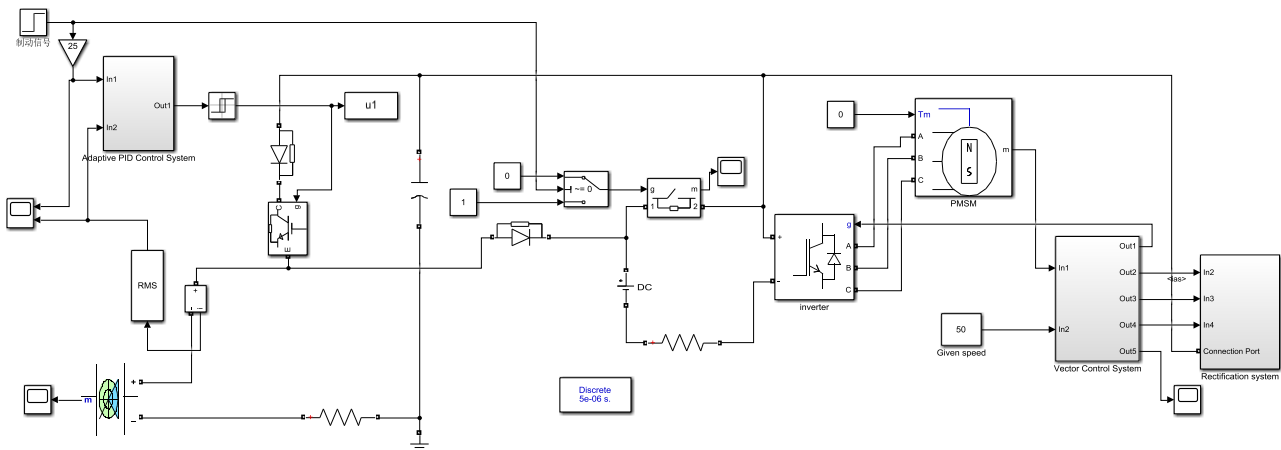 制动信号
25
In1
Out1
In2
Adaptive PID Control System
u1
C
g
E
RMS
+
-
m
+
-
0
1
~= 0
g
m
1
2
DC
Discrete
5e-06 s.
0
Tm
A
B
C
m
N
S
PMSM
+
-
g
A
B
C
inverter
50
Given speed
In1
In2
Out1
Out2
Out3
Out4
Out5
Vector Control System
<ias>
In2
In3
In4
Connection Port
Rectification system